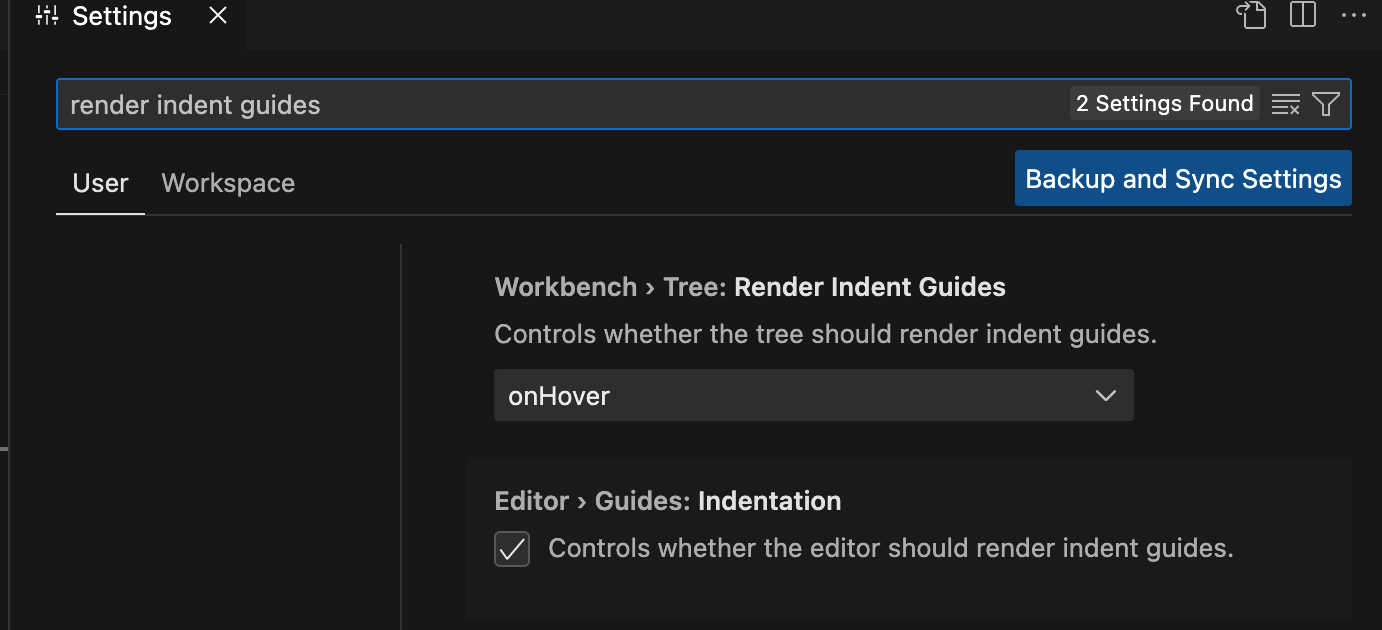 Settings
render indent guides
2 Settings Found
User
Workspace
Backup and Sync Settings
Workbench › Tree: Render Indent Guides
Controls whether the tree should render indent guides.
onHover
Editor › Guides: Indentation
Controls whether the editor should render indent guides.